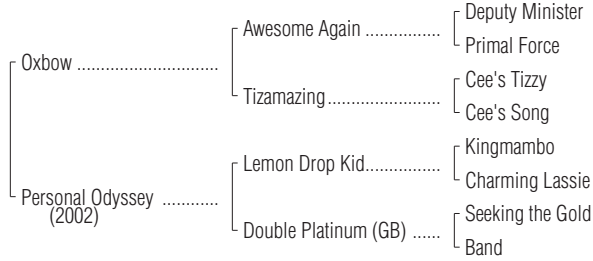 Deputy Minister
Awesome Again ................
Primal Force
Oxbow ..............................
Cee's Tizzy
Tizamazing........................
Cee's Song
Kingmambo
Lemon Drop Kid................
Charming Lassie
Personal Odyssey ............
(2002)
Seeking the Gold
Double Platinum (GB) ......
Band